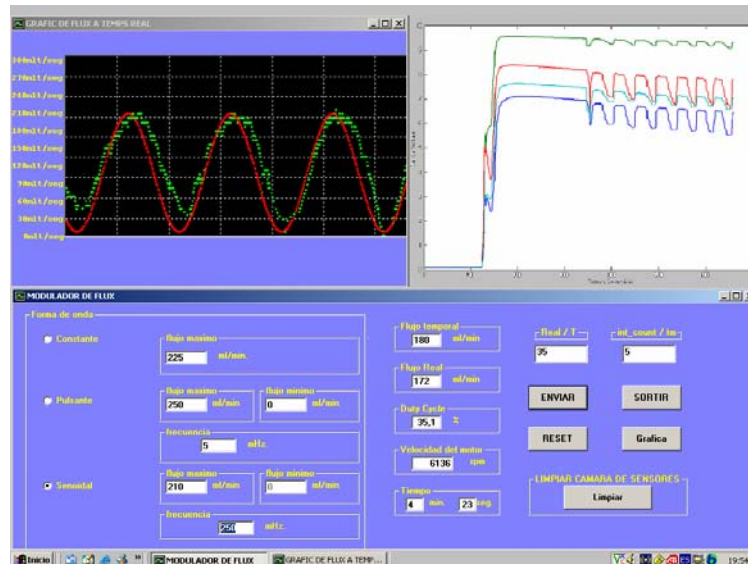 GRAFIC DE FLUX A TEMPS REAL
300mlt/seg
270mlt/seg
240mlt/seg
210mlt/seg
180mlt/seg
150mlt/seg
120mlt/seg
90mlt/seg
60mlt/seg
30mlt/seg
0mlt/seg
MODULADOR DE FLUX
Forma de onda
Constante
flujo maximo
225 ml/min.
Pulsante
flujo maximo
250 ml/min
flujo minimo
0 ml/min
frecuencia
5 mHz.
Senoidal
flujo maximo
210 ml/min
flujo minimo
0 ml/min
frecuencia
250 mHz.
Flujo temporal
180 ml/min
Flujo Real
172 ml/min
Duty Cycle
35,1 %
Velocidad del motor
6136 rpm
Tiempo
4 min. 23 seg.
Real / T
35
int_count / tm
5
ENVIAR
SORTIR
RESET
Grafica
LIMPIAR CAMARA DE SENSORES
Limpiar
Inicio
MODULADOR DE FLUX
GRAFIC DE FLUX A TEMP...
19:54